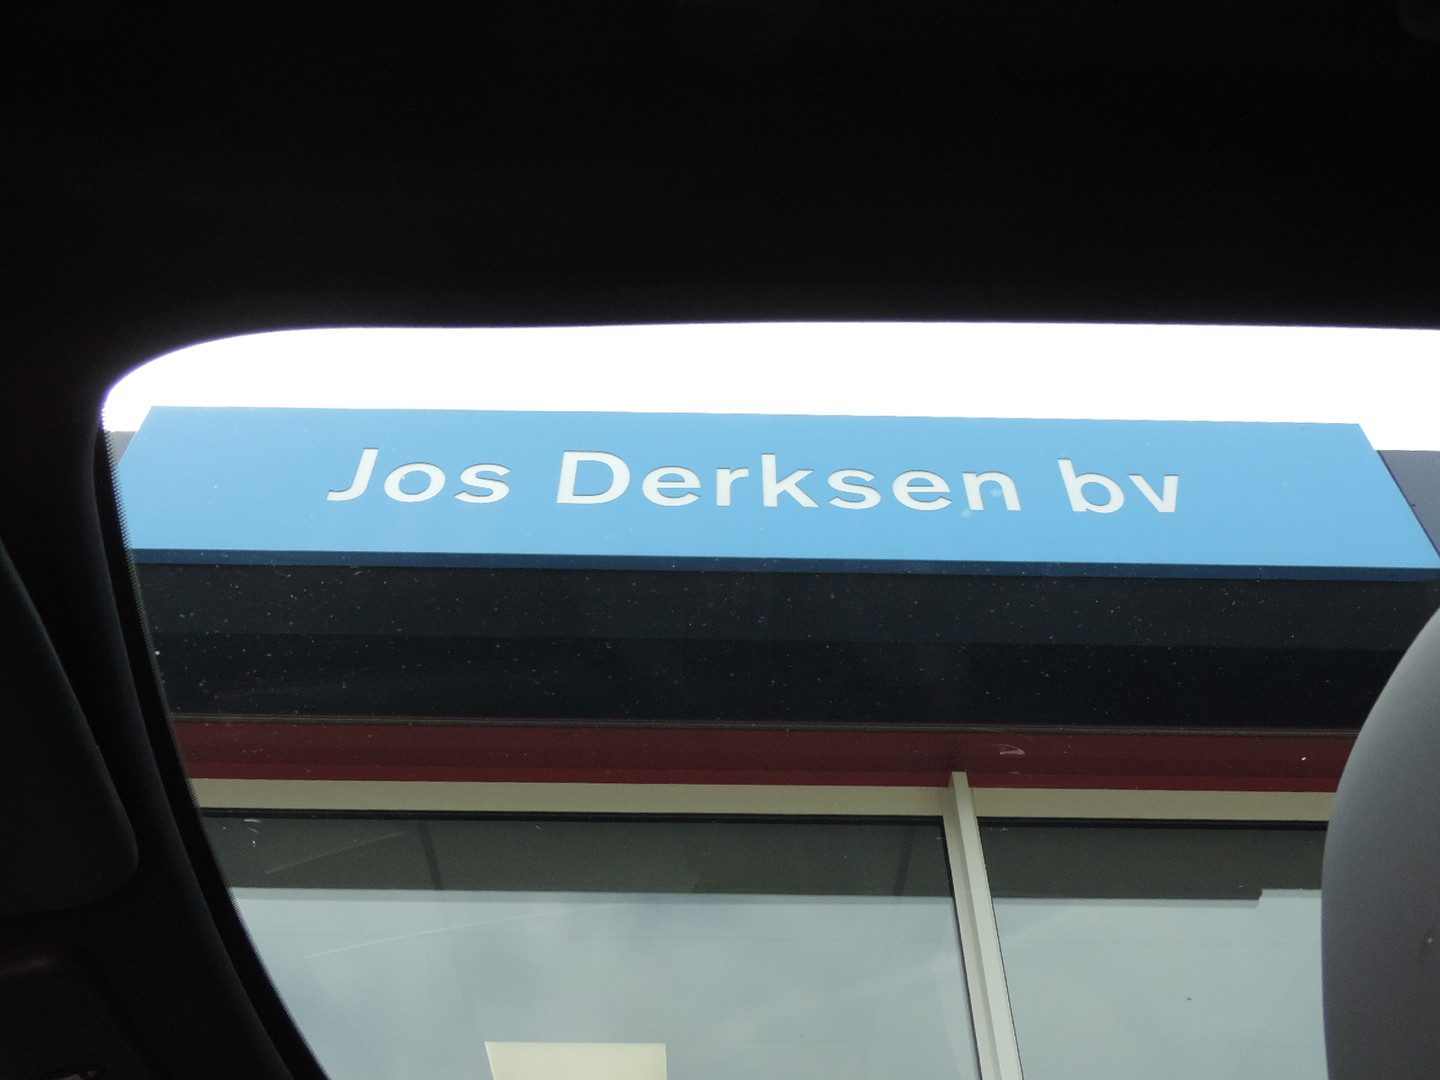 Jos Derksen bv